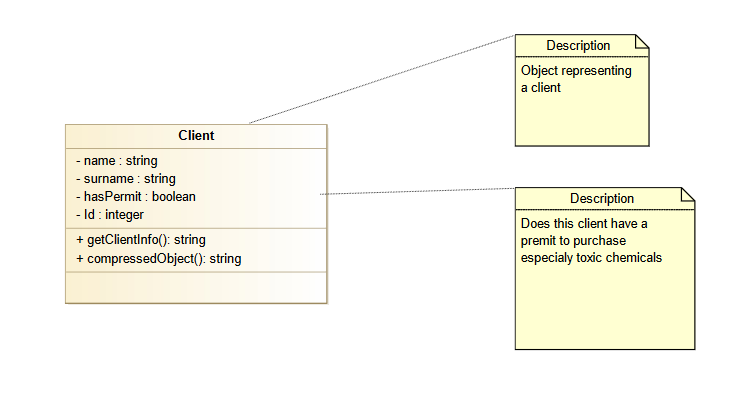 Description
Object representing
a client
Client
- name : string
- surname : string
- hasPermit : boolean
- Id : integer
+ getClientInfo(): string
+ compressedObject(): string
Description
Does this client have a
premit to purchase
especialy toxic chemicals